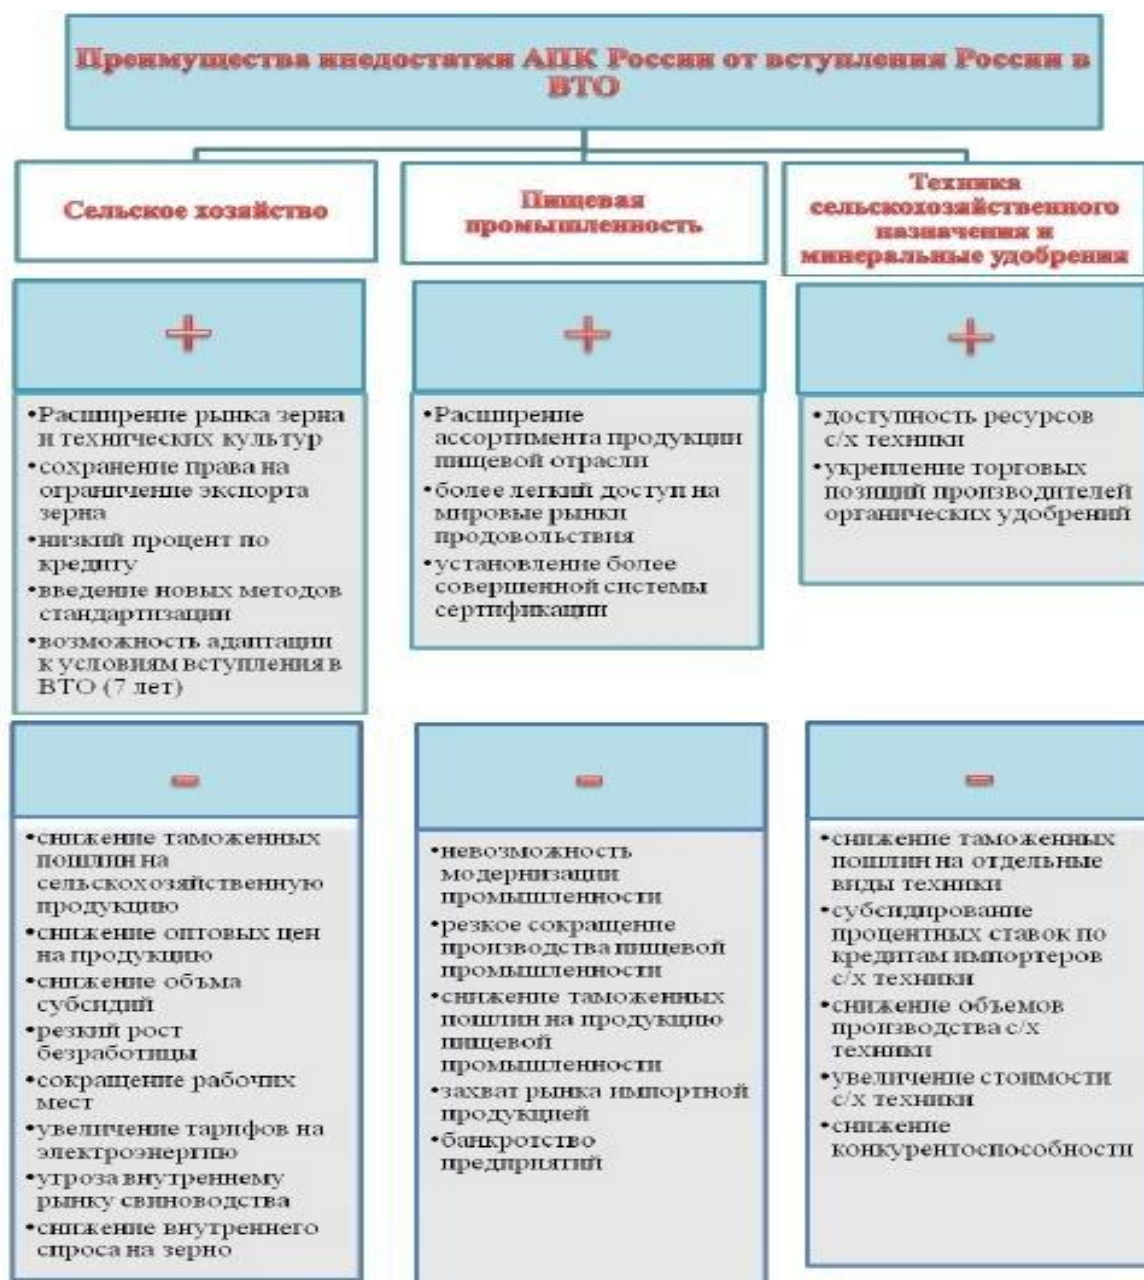 Преимущества инедостатки АПК России от вступления России в
ВТО
Сельское хозяйство
Пищевая
промышленность
Техника
сельскохозяйственного
назначения и
минеральные удобрения
+
•Расширение рынка зерна
и технических культур
•сохранение права на
ограничение экспорта
зерна
•низкий процент по
кредиту
•введение новых методов
стандартизации
•возможность адаптации
к условиям вступления в
ВТО (7 лет)
+
•Расширение
ассортимента продукции
пищевой отрасли
•более легкий доступ на
мировые рынки
продовольствия
•установление более
совершенной системы
сертификации
+
•доступность ресурсов
с/х техники
•укрепление торговых
позиций производителей
органических удобрений
-
•снижение таможенных
пошлин на
сельскохозяйственную
продукцию
•снижение оптовых цен
на продукцию
•снижение объма
субсидий
•резкий рост
безработицы
•сокращение рабочих
мест
•увеличение тарифов на
электроэнергию
•угроза внутреннему
рынку свиноводства
•снижение внутреннего
спроса на зерно
-
•невозможность
модернизации
промышленности
•резкое сокращение
производства пищевой
промышленности
•снижение таможенных
пошлин на продукцию
пищевой
промышленности
•захват рынка импортной
продукцией
•банкротство
предприятий
-
•снижение таможенных
пошлин на отдельные
виды техники
•субсидирование
процентных ставок по
кредитам импортеров
с/х техники
•снижение объемов
производства с/х
техники
•увеличение стоимости
с/х техники
•снижение
конкурентоспособности